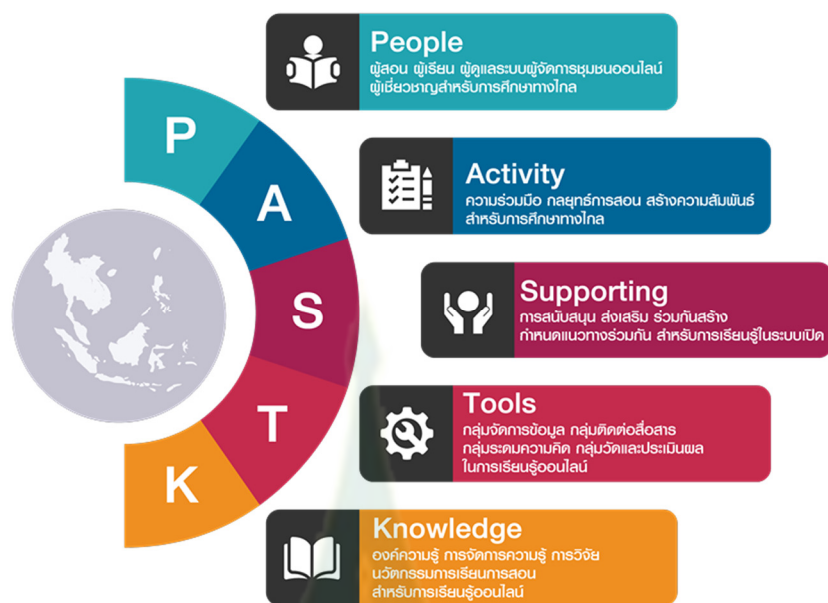 P
People
ผู้สอน ผู้เรียน ผู้ดูแลระบบผู้จัดการชุมชนออนไลน์
ผู้เชี่ยวชาญสำหรับการศึกษาทางไกล
A
Activity
ความร่วมมือ กลยุทธ์การสอน สร้างความสัมพันธ์
สำหรับการศึกษาทางไกล
S
Supporting
การสนับสนุน ส่งเสริม ร่วมกันสร้าง
กำหนดแนวทางร่วมกัน สำหรับการเรียนรู้ในระบบเปิด
T
Tools
กลุ่มจัดการข้อมูล กลุ่มติดต่อสื่อสาร
กลุ่มระดมความคิด กลุ่มวัดและประเมินผล
ในการเรียนรู้ออนไลน์
K
Knowledge
องค์ความรู้ การจัดการความรู้ การวิจัย
นวัตกรรมการเรียนการสอน
สำหรับการเรียนรู้ออนไลน์